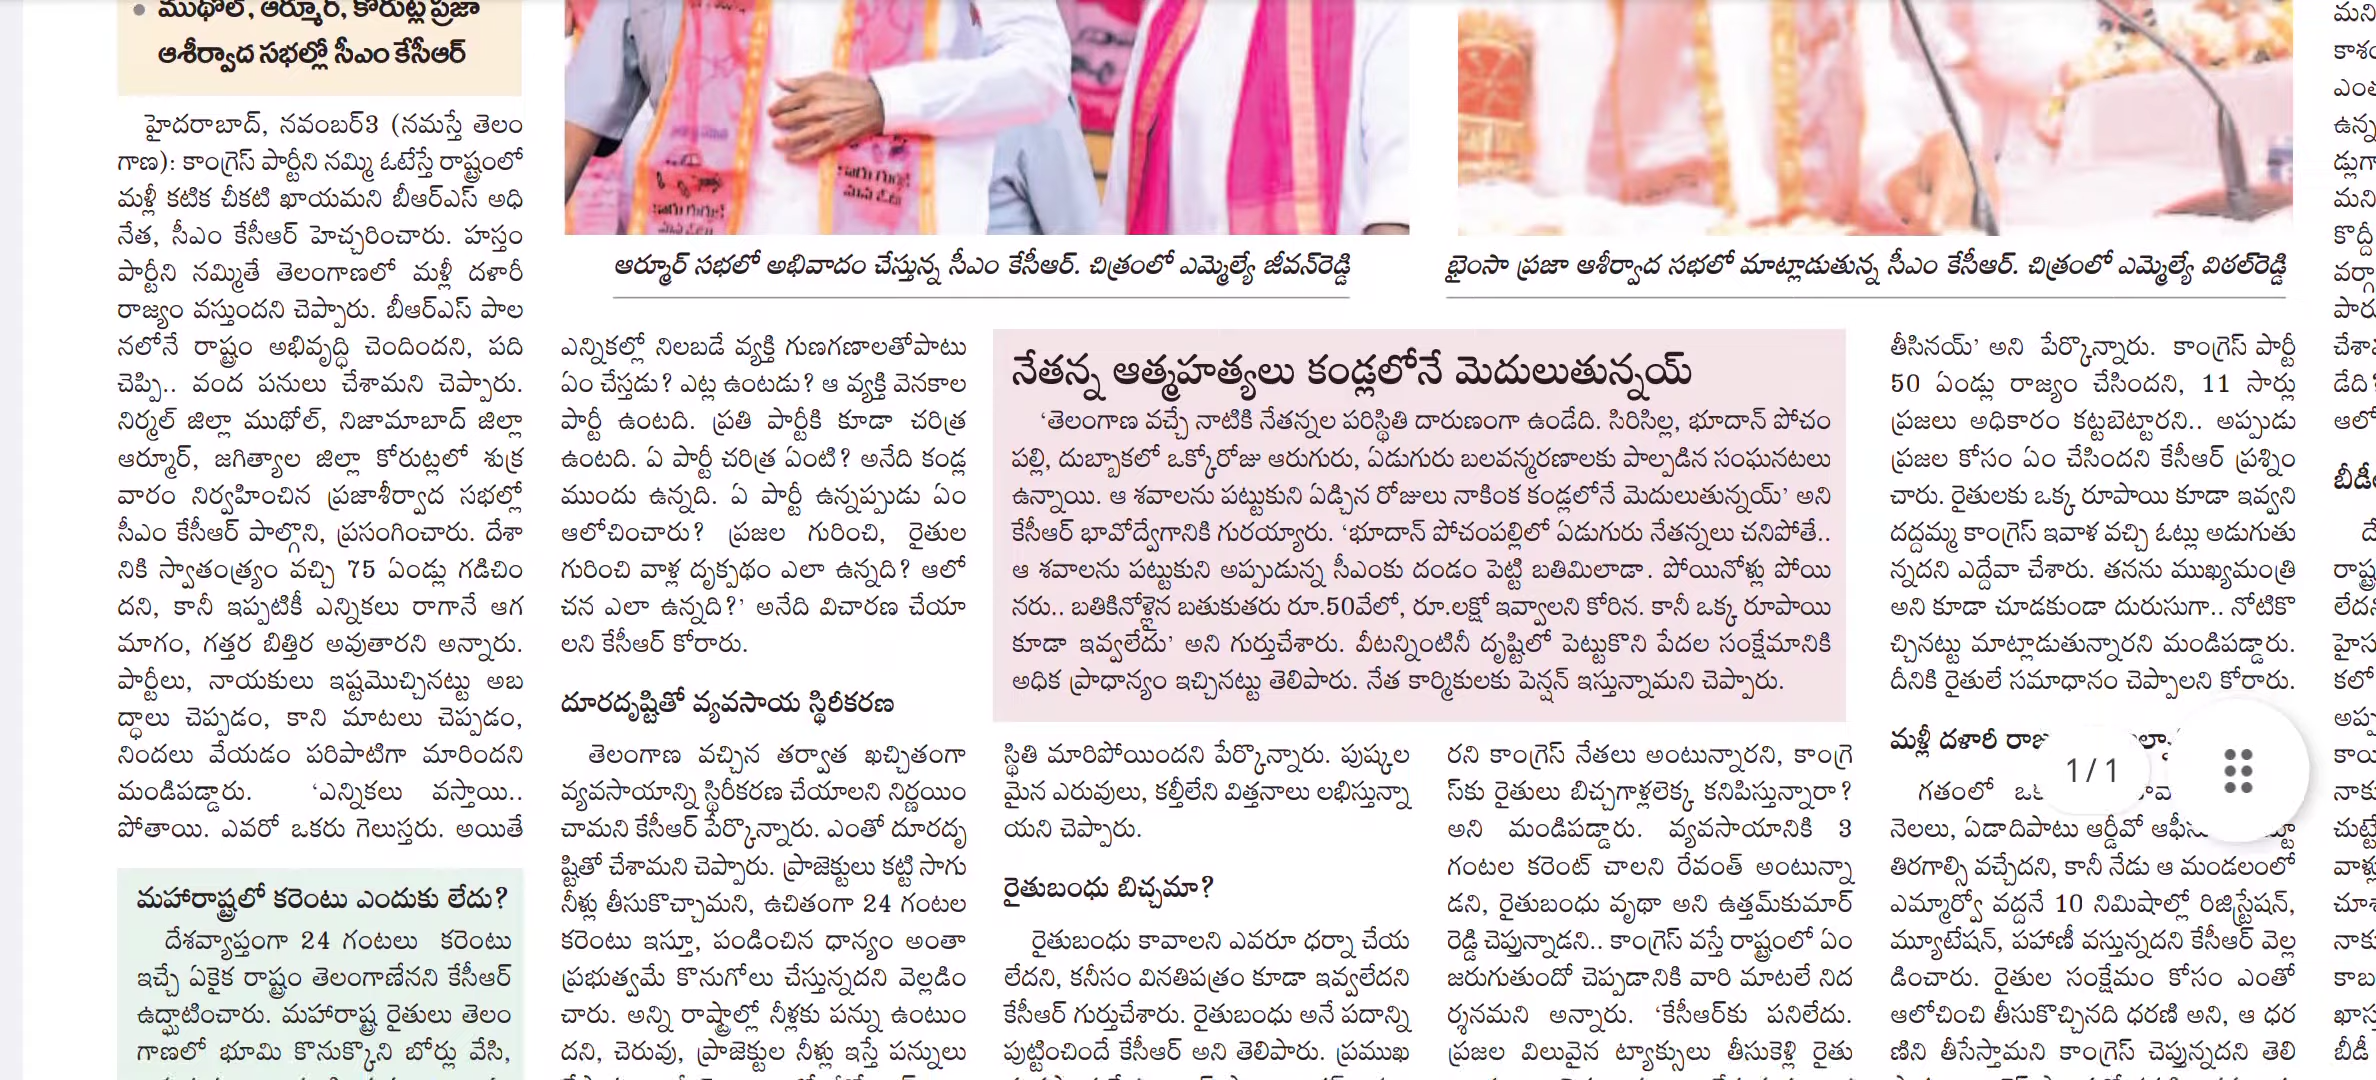 ముథోల్, ఆర్మూర్, కోరుట్ల ప్రజా
ఆశీర్వాద సభల్లో సీఎం కేసీఆర్
హైదరాబాద్, నవంబర్3 (నమస్తే తెలం
గాణ): కాంగ్రెస్ పార్టీని నమ్మి ఓటేస్తే రాష్ట్రంలో
మళ్లీ కటిక చీకటి ఖాయమని బీఆర్ఎస్ అధి
నేత, సీఎం కేసీఆర్ హెచ్చరించారు. హస్తం
పార్టీని నమ్మితే తెలంగాణలో మళ్లీ దళారీ
రాజ్యం వస్తుందని చెప్పారు. బీఆర్ఎస్ పాల
నలోనే రాష్ట్రం అభివృద్ధి చెందిందని, పది
చెప్పి.. వంద పనులు చేశామని చెప్పారు.
నిర్మల్ జిల్లా ముథోల్, నిజామాబాద్ జిల్లా
ఆర్మూర్, జగిత్యాల జిల్లా కోరుట్లలో శుక్ర
వారం నిర్వహించిన ప్రజాశీర్వాద సభల్లో
సీఎం కేసీఆర్ పాల్గొని, ప్రసంగించారు. దేశా
నికి స్వాతంత్ర్యం వచ్చి 75 ఏండ్లు గడిచిం
దని, కానీ ఇప్పటికీ ఎన్నికలు రాగానే ఆగ
మాగం, గత్తర బిత్తిర అవుతారని అన్నారు.
పార్టీలు, నాయకులు ఇష్టమొచ్చినట్టు అబ
ద్ధాలు చెప్పడం, కాని మాటలు చెప్పడం,
నిందలు వేయడం పరిపాటిగా మారిందని
మండిపడ్డారు. ‘ఎన్నికలు వస్తాయి..
పోతాయి. ఎవరో ఒకరు గెలుస్తరు. అయితే
మహారాష్ట్రలో కరెంటు ఎందుకు లేదు?
దేశవ్యాప్తంగా 24 గంటలు కరెంటు
ఇచ్చే ఏకైక రాష్ట్రం తెలంగాణేనని కేసీఆర్
ఉద్ఘాటించారు. మహారాష్ట్ర రైతులు తెలం
గాణలో భూమి కొనుక్కొని బోర్లు వేసి,
ఆర్మూర్ సభలో అభివాదం చేస్తున్న సీఎం కేసీఆర్. చిత్రంలో ఎమ్మెల్యే జీవన్‌రెడ్డి
భైంసా ప్రజా ఆశీర్వాద సభలో మాట్లాడుతున్న సీఎం కేసీఆర్. చిత్రంలో ఎమ్మెల్యే విఠల్‌రెడ్డి
ఎన్నికల్లో నిలబడే వ్యక్తి గుణగణాలతోపాటు
ఏం చేస్తడు? ఎట్ల ఉంటడు? ఆ వ్యక్తి వెనకాల
పార్టీ ఉంటది. ప్రతి పార్టీకి కూడా చరిత్ర
ఉంటది. ఏ పార్టీ చరిత్ర ఏంటి? అనేది కండ్ల
ముందు ఉన్నది. ఏ పార్టీ ఉన్నప్పుడు ఏం
ఆలోచించారు? ప్రజల గురించి, రైతుల
గురించి వాళ్ల దృక్పథం ఎలా ఉన్నది? ఆలో
చన ఎలా ఉన్నది?’ అనేది విచారణ చేయా
లని కేసీఆర్ కోరారు.
దూరదృష్టితో వ్యవసాయ స్థిరీకరణ
తెలంగాణ వచ్చిన తర్వాత ఖచ్చితంగా
వ్యవసాయాన్ని స్థిరీకరణ చేయాలని నిర్ణయిం
చామని కేసీఆర్ పేర్కొన్నారు. ఎంతో దూరదృ
ష్టితో చేశామని చెప్పారు. ప్రాజెక్టులు కట్టి సాగు
నీళ్లు తీసుకొచ్చామని, ఉచితంగా 24 గంటల
కరెంటు ఇస్తూ, పండించిన ధాన్యం అంతా
ప్రభుత్వమే కొనుగోలు చేస్తున్నదని వెల్లడిం
చారు. అన్ని రాష్ట్రాల్లో నీళ్లకు పన్ను ఉంటుం
దని, చెరువు, ప్రాజెక్టుల నీళ్లు ఇస్తే పన్నులు
నేతన్న ఆత్మహత్యలు కండ్లలోనే మెదులుతున్నయ్
‘తెలంగాణ వచ్చే నాటికి నేతన్నల పరిస్థితి దారుణంగా ఉండేది. సిరిసిల్ల, భూదాన్ పోచం
పల్లి, దుబ్బాకలో ఒక్కోరోజు ఆరుగురు, ఏడుగురు బలవన్మరణాలకు పాల్పడిన సంఘనటలు
ఉన్నాయి. ఆ శవాలను పట్టుకుని ఏడ్చిన రోజులు నాకింక కండ్లలోనే మెదులుతున్నయ్’ అని
కేసీఆర్ భావోద్వేగానికి గురయ్యారు. ‘భూదాన్ పోచంపల్లిలో ఏడుగురు నేతన్నలు చనిపోతే..
ఆ శవాలను పట్టుకుని అప్పుడున్న సీఎంకు దండం పెట్టి బతిమిలాడా. పోయినోళ్లు పోయి
నరు.. బతికినోళ్లైన బతుకుతరు రూ.50వేలో, రూ.లక్షో ఇవ్వాలని కోరిన. కానీ ఒక్క రూపాయి
కూడా ఇవ్వలేదు’ అని గుర్తుచేశారు. వీటన్నింటినీ దృష్టిలో పెట్టుకొని పేదల సంక్షేమానికి
అధిక ప్రాధాన్యం ఇచ్చినట్టు తెలిపారు. నేత కార్మికులకు పెన్షన్ ఇస్తున్నామని చెప్పారు.
స్థితి మారిపోయిందని పేర్కొన్నారు. పుష్కల
మైన ఎరువులు, కల్తీలేని విత్తనాలు లభిస్తున్నా
యని చెప్పారు.
రైతుబంధు బిచ్చమా?
రైతుబంధు కావాలని ఎవరూ ధర్నా చేయ
లేదని, కనీసం వినతిపత్రం కూడా ఇవ్వలేదని
కేసీఆర్ గుర్తుచేశారు. రైతుబంధు అనే పదాన్ని
పుట్టించిందే కేసీఆర్ అని తెలిపారు. ప్రముఖ
రని కాంగ్రెస్ నేతలు అంటున్నారని, కాంగ్రె
స్‌కు రైతులు బిచ్చగాళ్లలెక్క కనిపిస్తున్నారా?
అని మండిపడ్డారు. వ్యవసాయానికి 3
గంటల కరెంట్ చాలని రేవంత్ అంటున్నా
డని, రైతుబంధు వృథా అని ఉత్తమ్‌కుమార్
రెడ్డి చెప్తున్నాడని.. కాంగ్రెస్ వస్తే రాష్ట్రంలో ఏం
జరుగుతుందో చెప్పడానికి వారి మాటలే నిద
ర్శనమని అన్నారు. ‘కేసీఆర్‌కు పనిలేదు.
ప్రజల విలువైన ట్యాక్సులు తీసుకెళ్లి రైతు
తీసినయ్’ అని పేర్కొన్నారు. కాంగ్రెస్ పార్టీ
50 ఏండ్లు రాజ్యం చేసిందని, 11 సార్లు
ప్రజలు అధికారం కట్టబెట్టారని.. అప్పుడు
ప్రజల కోసం ఏం చేసిందని కేసీఆర్ ప్రశ్నిం
చారు. రైతులకు ఒక్క రూపాయి కూడా ఇవ్వని
దద్దమ్మ కాంగ్రెస్ ఇవాళ వచ్చి ఓట్లు అడుగుతు
న్నదని ఎద్దేవా చేశారు. తనను ముఖ్యమంత్రి
అని కూడా చూడకుండా దురుసుగా.. నోటికొ
చ్చినట్టు మాట్లాడుతున్నారని మండిపడ్డారు.
దీనికి రైతులే సమాధానం చెప్పాలని కోరారు.
మళ్లీ దళారీ
గతంలో
నెలలు, ఏడాదిపాటు ఆర్డీవో
తిరగాల్సి వచ్చేదని, కానీ నేడు ఆ మండలంలో
ఎమ్మార్వో వద్దనే 10 నిమిషాల్లో రిజిస్ట్రేషన్,
మ్యూటేషన్, పహాణీ వస్తున్నదని కేసీఆర్ వెల్ల
డించారు. రైతుల సంక్షేమం కోసం ఎంతో
ఆలోచించి తీసుకొచ్చినది ధరణి అని, ఆ ధర
ణిని తీసేస్తామని కాంగ్రెస్ చెప్తున్నదని తెలి
1 / 1